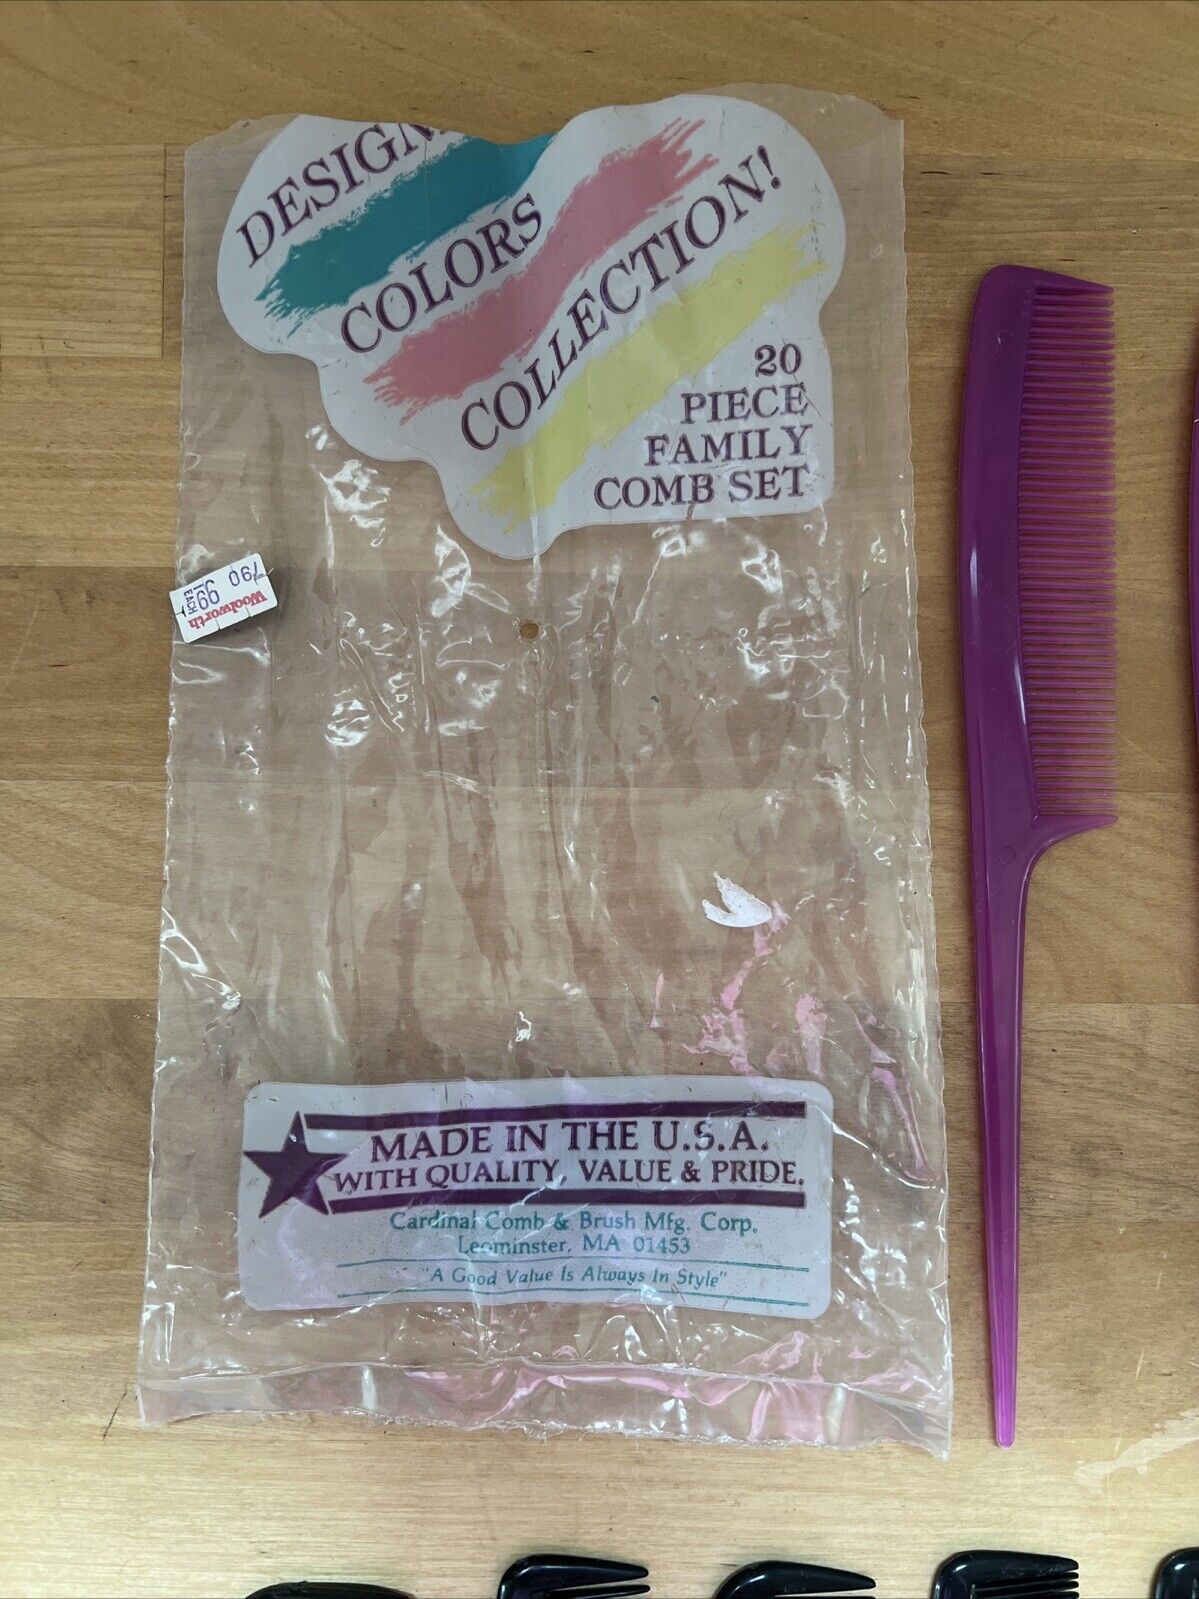 DESIGN
COLORS
COLLECTION!
20
PIECE
FAMILY
COMB SET
Woolworth
790 99
EACH
MADE IN THE U.S.A.
WITH QUALITY, VALUE & PRIDE.
Cardinal Comb & Brush Mfg. Corp.
Leominster, MA 01453
"A Good Value Is Always In Style"